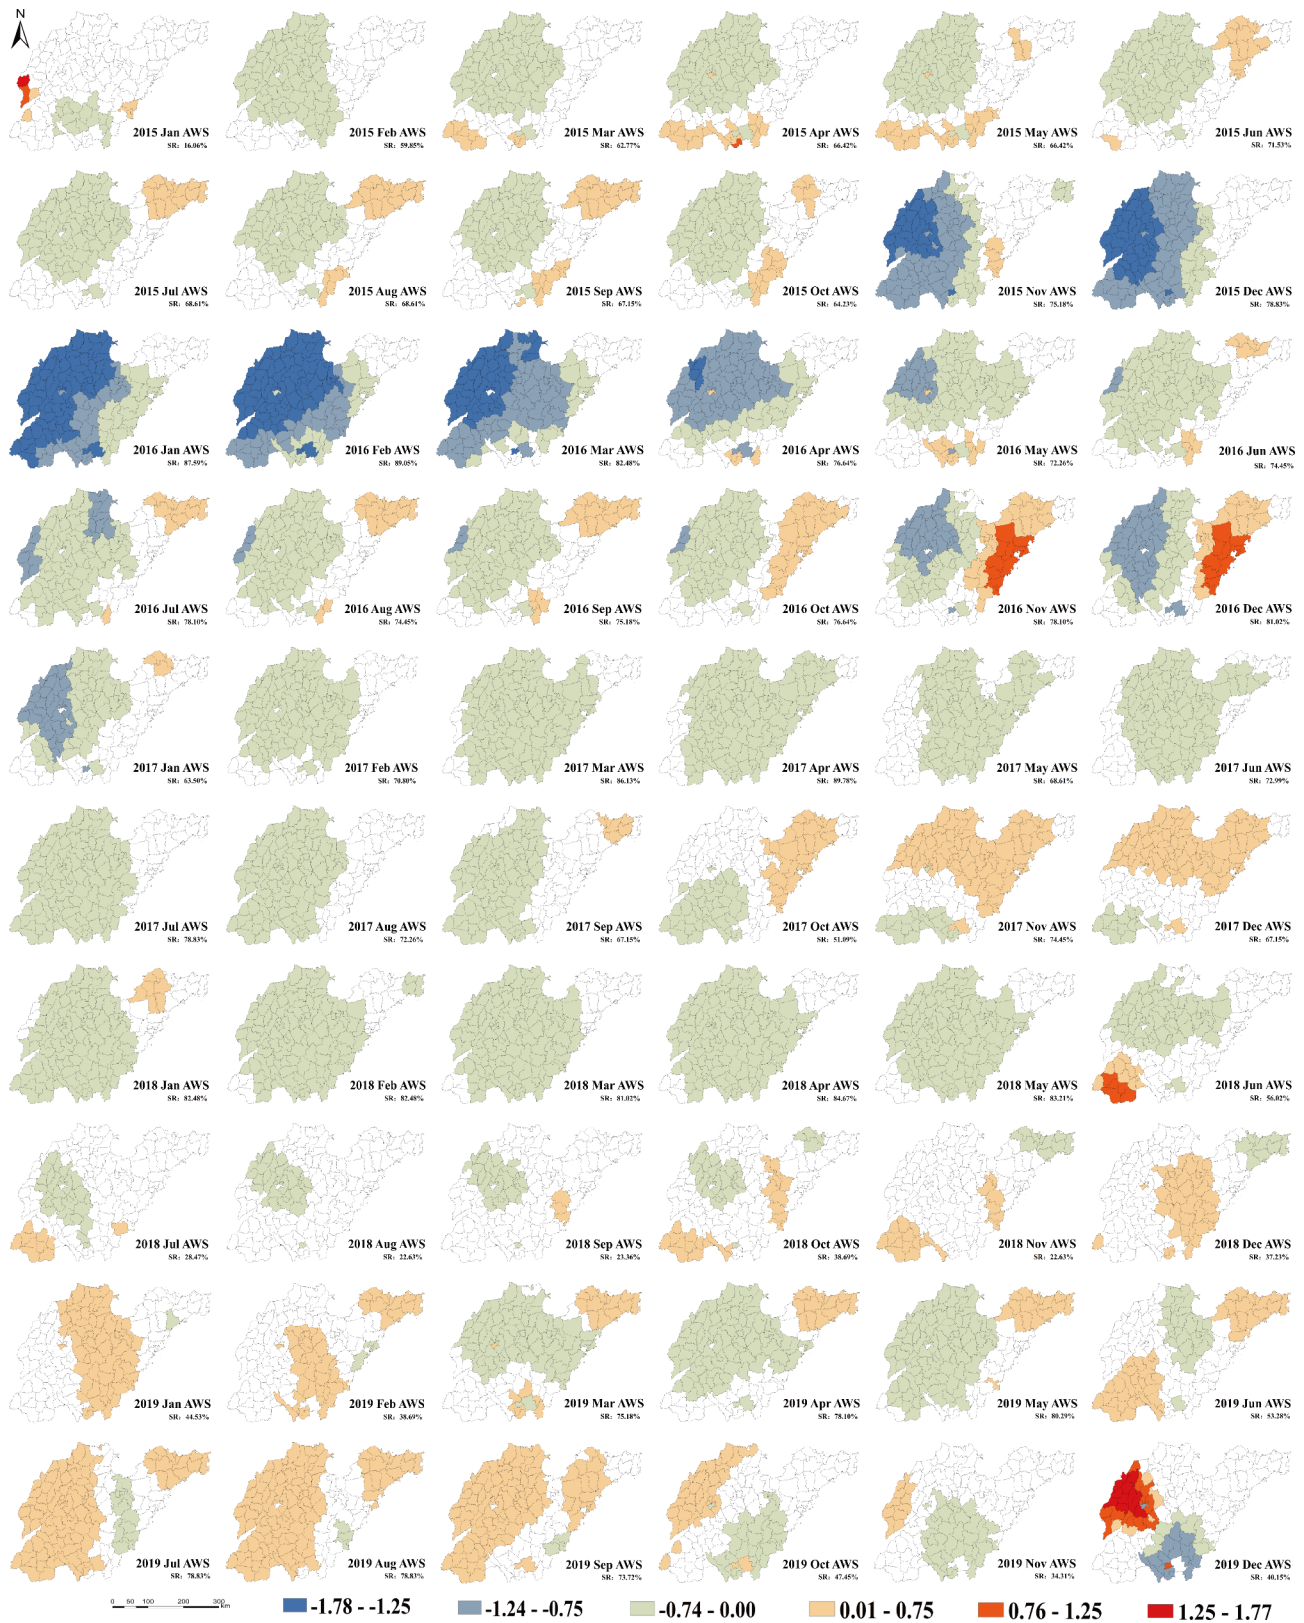 N
2015 Jan AWS
SR: 16.06%
2015 Feb AWS
SR: 59.85%
2015 Mar AWS
SR: 62.77%
2015 Apr AWS
SR: 66.42%
2015 May AWS
SR: 66.42%
2015 Jun AWS
SR: 71.53%
2015 Jul AWS
SR: 68.61%
2015 Aug AWS
SR: 68.61%
2015 Sep AWS
SR: 67.15%
2015 Oct AWS
SR: 64.23%
2015 Nov AWS
SR: 75.18%
2015 Dec AWS
SR: 78.83%
2016 Jan AWS
SR: 87.59%
2016 Feb AWS
SR: 89.05%
2016 Mar AWS
SR: 82.48%
2016 Apr AWS
SR: 76.64%
2016 May AWS
SR: 72.26%
2016 Jun AWS
SR: 74.45%
2016 Jul AWS
SR: 78.10%
2016 Aug AWS
SR: 74.45%
2016 Sep AWS
SR: 75.18%
2016 Oct AWS
SR: 76.64%
2016 Nov AWS
SR: 78.10%
2016 Dec AWS
SR: 81.02%
2017 Jan AWS
SR: 63.50%
2017 Feb AWS
SR: 70.80%
2017 Mar AWS
SR: 86.13%
2017 Apr AWS
SR: 89.78%
2017 May AWS
SR: 68.61%
2017 Jun AWS
SR: 72.99%
2017 Jul AWS
SR: 78.83%
2017 Aug AWS
SR: 72.26%
2017 Sep AWS
SR: 67.15%
2017 Oct AWS
SR: 51.09%
2017 Nov AWS
SR: 74.45%
2017 Dec AWS
SR: 67.15%
2018 Jan AWS
SR: 82.48%
2018 Feb AWS
SR: 82.48%
2018 Mar AWS
SR: 81.02%
2018 Apr AWS
SR: 84.67%
2018 May AWS
SR: 83.21%
2018 Jun AWS
SR: 56.02%
2018 Jul AWS
SR: 28.47%
2018 Aug AWS
SR: 22.63%
2018 Sep AWS
SR: 23.36%
2018 Oct AWS
SR: 38.69%
2018 Nov AWS
SR: 22.63%
2018 Dec AWS
SR: 37.23%
2019 Jan AWS
SR: 44.53%
2019 Feb AWS
SR: 38.69%
2019 Mar AWS
SR: 75.18%
2019 Apr AWS
SR: 78.10%
2019 May AWS
SR: 80.29%
2019 Jun AWS
SR: 53.28%
2019 Jul AWS
SR: 78.83%
2019 Aug AWS
SR: 78.83%
2019 Sep AWS
SR: 73.72%
2019 Oct AWS
SR: 47.45%
2019 Nov AWS
SR: 34.31%
2019 Dec AWS
SR: 40.15%
0 50 100 200 300
km
-1.78 - -1.25
-1.24 - -0.75
-0.74 - 0.00
0.01 - 0.75
0.76 - 1.25
1.25 - 1.77